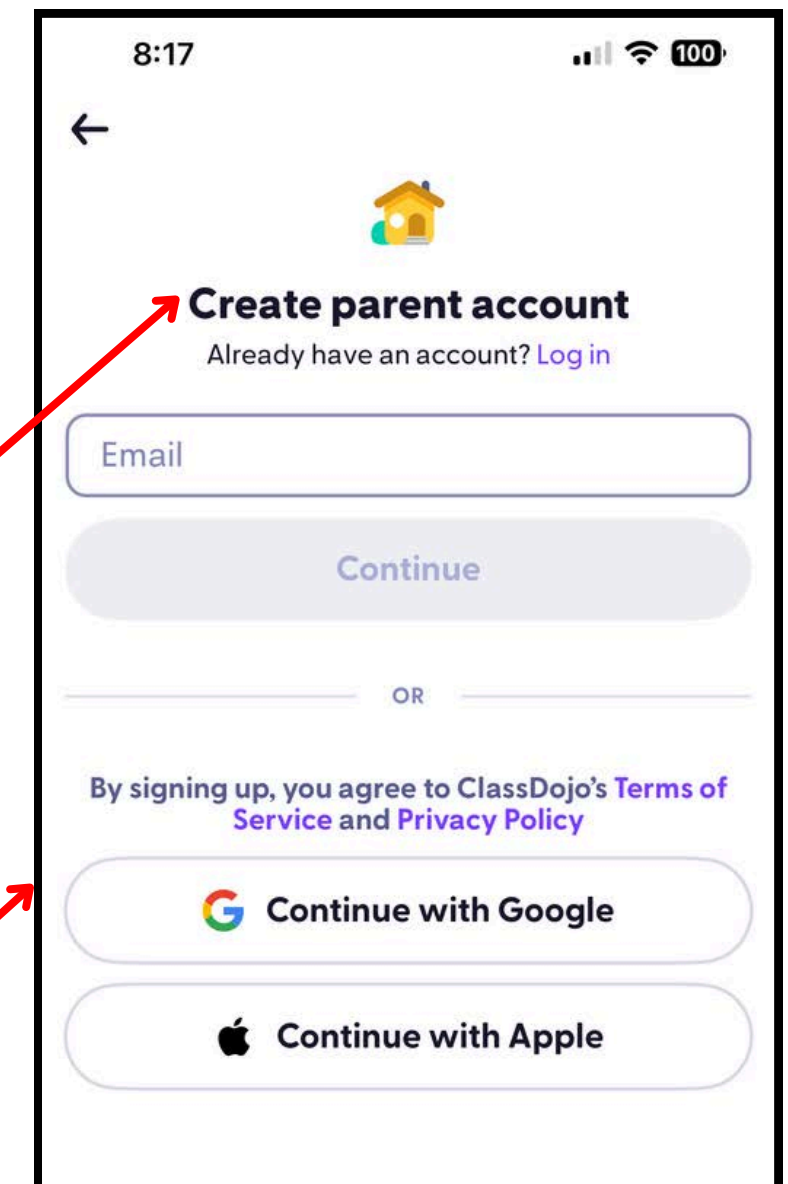 8:17
100
Create parent account
Already have an account? Log in
Email
Continue
OR
By signing up, you agree to ClassDojo’s Terms of
Service and Privacy Policy
Continue with Google
Continue with Apple